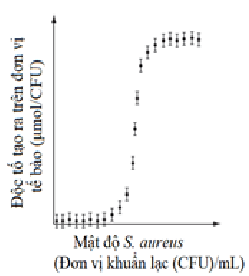 Độc tố tạo ra trên đơn vị
tế bào (µmol/CFU)
Mật độ S. aureus
(Đơn vị khuẩn lạc (CFU)/mL)